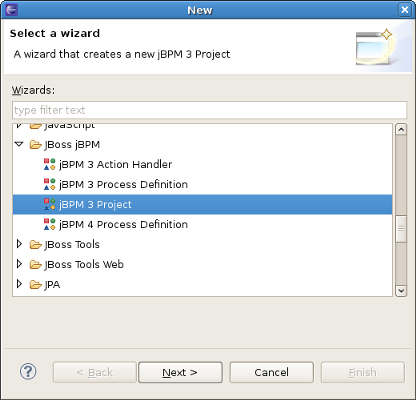 New
Select a wizard
A wizard that creates a new jBPM 3 Project
Wizards:
type filter text
JavaScript
JBoss jBPM
jBPM 3 Action Handler
jBPM 3 Process Definition
jBPM 3 Project
jBPM 4 Process Definition
JBoss Tools
JBoss Tools Web
JPA
? < Back Next > Cancel Finish